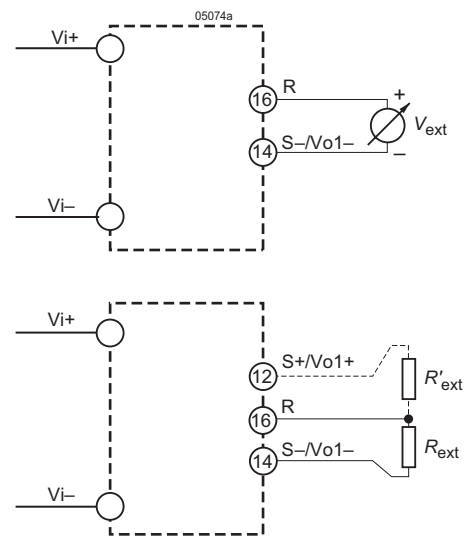 05074a
Vi+
16 R
+
Vext
14 S–/Vo1–
–
Vi–
Vi+
12 S+/Vo1+
R'ext
16 R
14 S–/Vo1–
Rext
Vi–